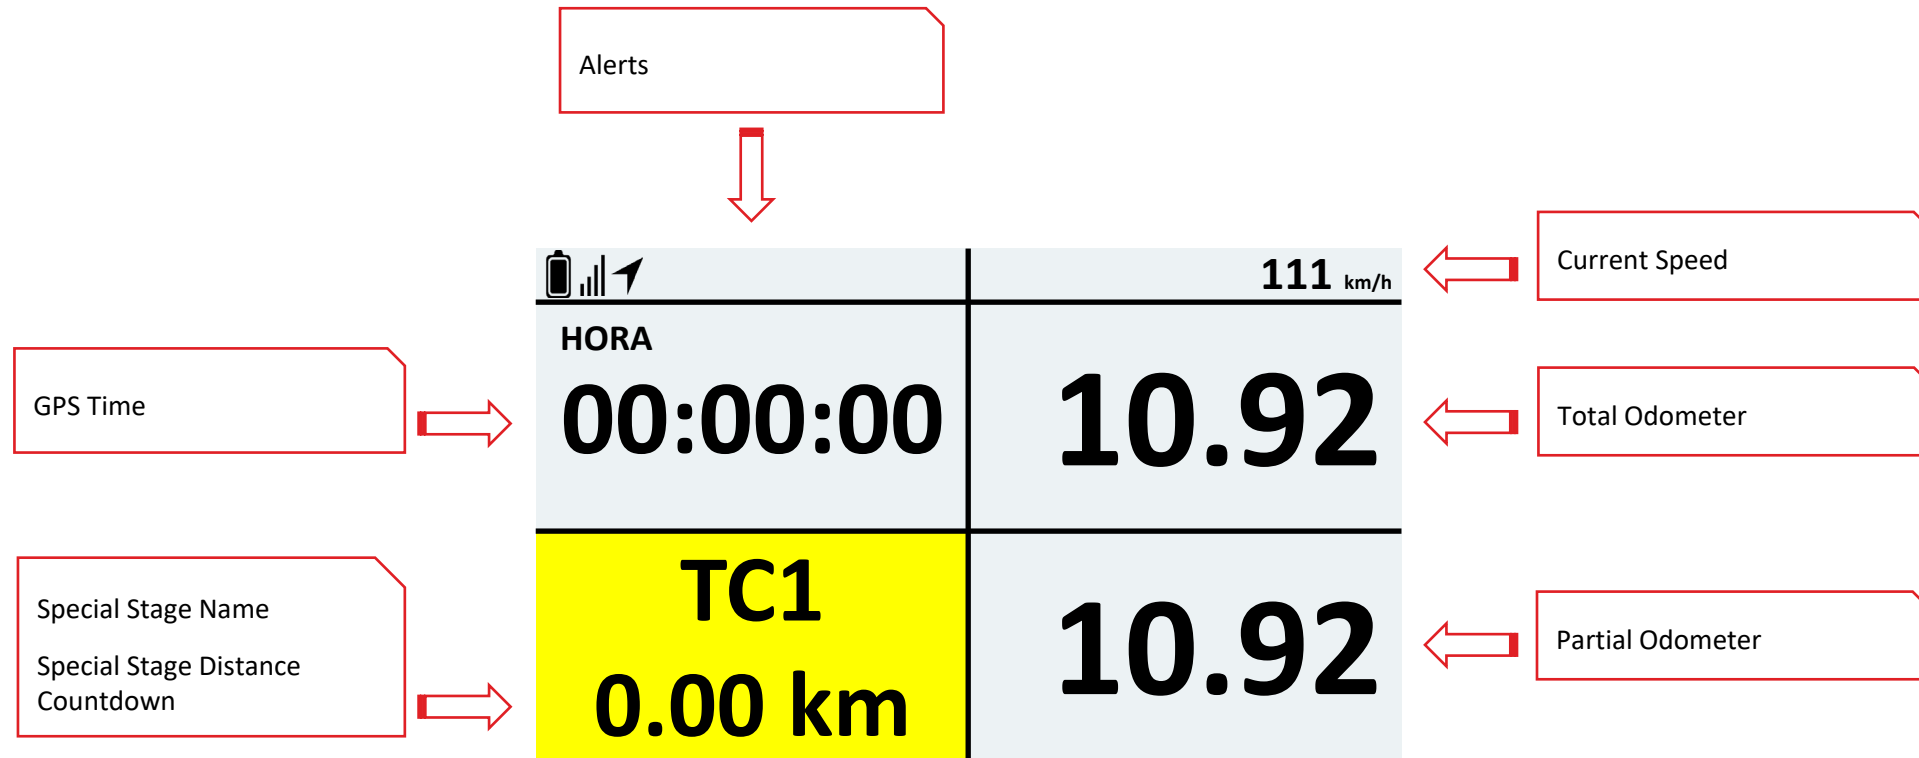 Alerts
111 km/h
Current Speed
HORA
00:00:00
10.92
GPS Time
Total Odometer
TC1
0.00 km
10.92
Special Stage Name
Special Stage Distance
Countdown
Partial Odometer